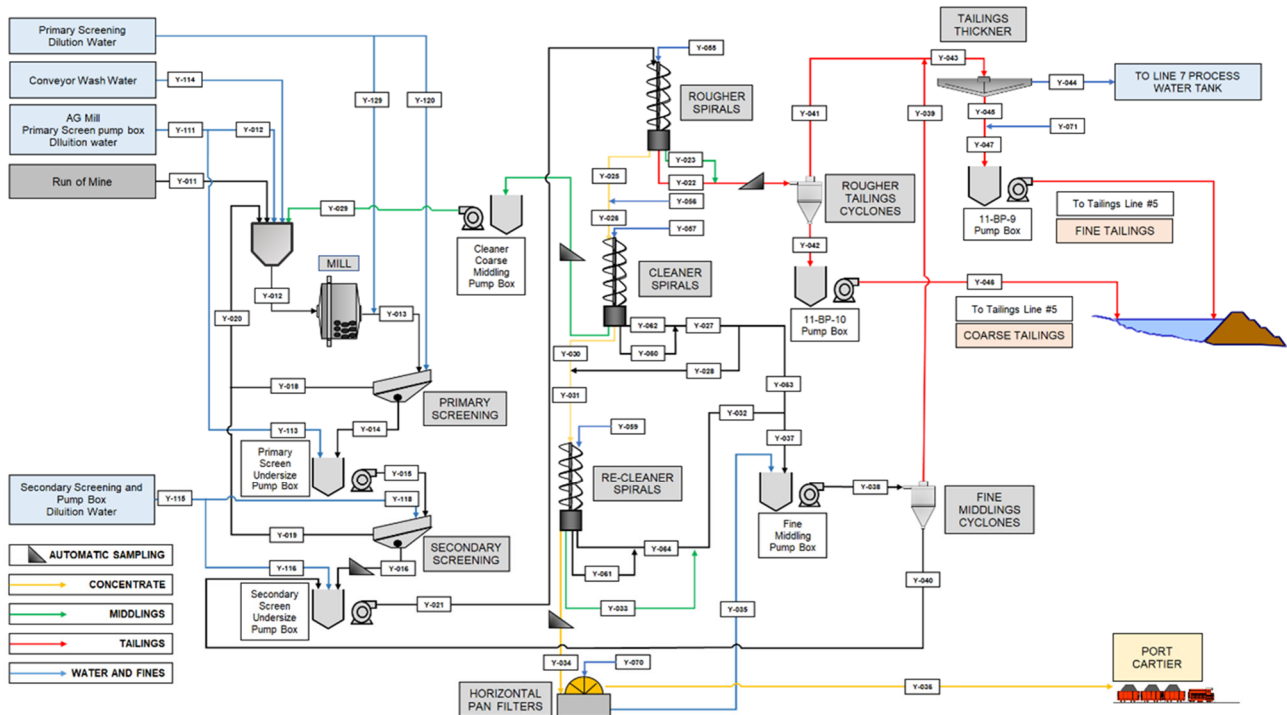 Primary Screening
Dilution Water
Conveyor Wash Water
Y-114
AG Mill
Primary Screen pump box
DIlution water
Y-111
Y-012
Run of Mine
Y-011
Y-129
Y-120
Y-029
Cleaner
Coarse
Middling
Pump Box
MILL
Y-012
Y-013
Y-020
Y-018
PRIMARY
SCREENING
Y-113
Y-014
Primary
Screen
Undersize
Pump Box
Y-015
Y-118
Secondary Screening and
Pump Box
Dilution Water
Y-115
Y-019
SECONDARY
SCREENING
Y-116
Y-016
Secondary
Screen
Undersize
Pump Box
Y-021
AUTOMATIC SAMPLING
CONCENTRATE
MIDDLINGS
TAILINGS
WATER AND FINES
Y-055
ROUGHER
SPIRALS
Y-023
Y-025
Y-022
Y-056
Y-026
Y-057
CLEANER
SPIRALS
Y-062
Y-027
Y-060
Y-030
Y-028
Y-031
Y-063
Y-032
Y-059
Y-037
RE-CLEANER
SPIRALS
Y-064
Y-061
Y-033
Y-034
Y-070
HORIZONTAL
PAN FILTERS
Y-035
Fine
Middling
Pump Box
Y-038
FINE
MIDDLINGS
CYCLONES
Y-040
Y-036
PORT
CARTIER
Y-041
Y-039
ROUGHER
TAILINGS
CYCLONES
Y-042
11-BP-10
Pump Box
Y-046
To Tailings Line #5
COARSE TAILINGS
TAILINGS
THICKNER
Y-043
Y-044
TO LINE 7 PROCESS
WATER TANK
Y-045
Y-071
Y-047
11-BP-9
Pump Box
To Tailings Line #5
FINE TAILINGS